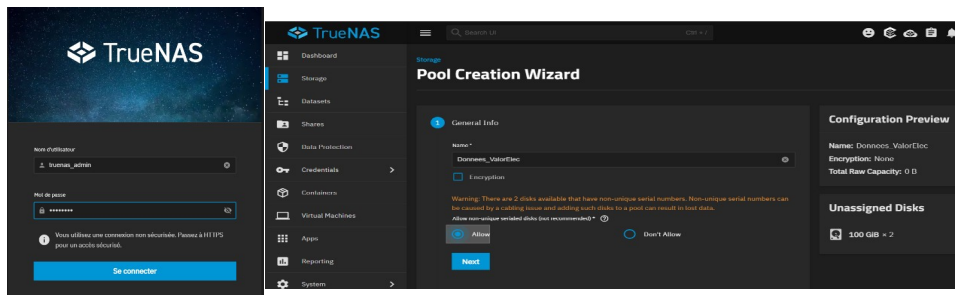 TrueNAS
Nom d'utilisateur
truenas_admin
Mot de passe
••••••••
Vous utilisez une connexion non sécurisée. Passez à HTTPS
pour un accès sécurisé.
Se connecter
TrueNAS
Search UI
Ctrl + /
Dashboard
Storage
Datasets
Shares
Data Protection
Credentials
Containers
Virtual Machines
Apps
Reporting
System
Storage
Pool Creation Wizard
1 General Info
Name *
Donnees_ValorElec
Encryption
Warning: There are 2 disks available that have non-unique serial numbers. Non-unique serial numbers can
be caused by a cabling issue and adding such disks to a pool can result in lost data.
Allow non-unique serialed disks (not recommended) *
Allow
Don't Allow
Next
Configuration Preview
Name: Donnees_ValorElec
Encryption: None
Total Raw Capacity: 0 B
Unassigned Disks
100 GiB × 2